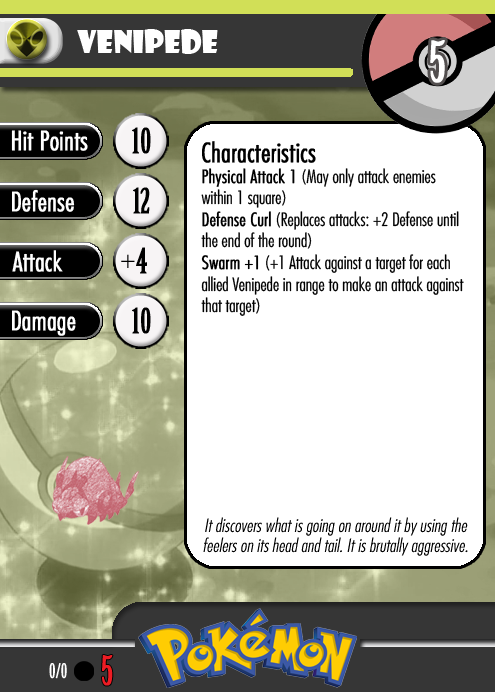 VENIPEDE
5
Hit Points 10
Defense 12
Attack +4
Damage 10
Characteristics
Physical Attack 1 (May only attack enemies
within 1 square)
Defense Curl (Replaces attacks: +2 Defense until
the end of the round)
Swarm +1 (+1 Attack against a target for each
allied Venipede in range to make an attack against
that target)
It discovers what is going on around it by using the
feelers on its head and tail. It is brutally aggressive.
0/0 5
POKéMON